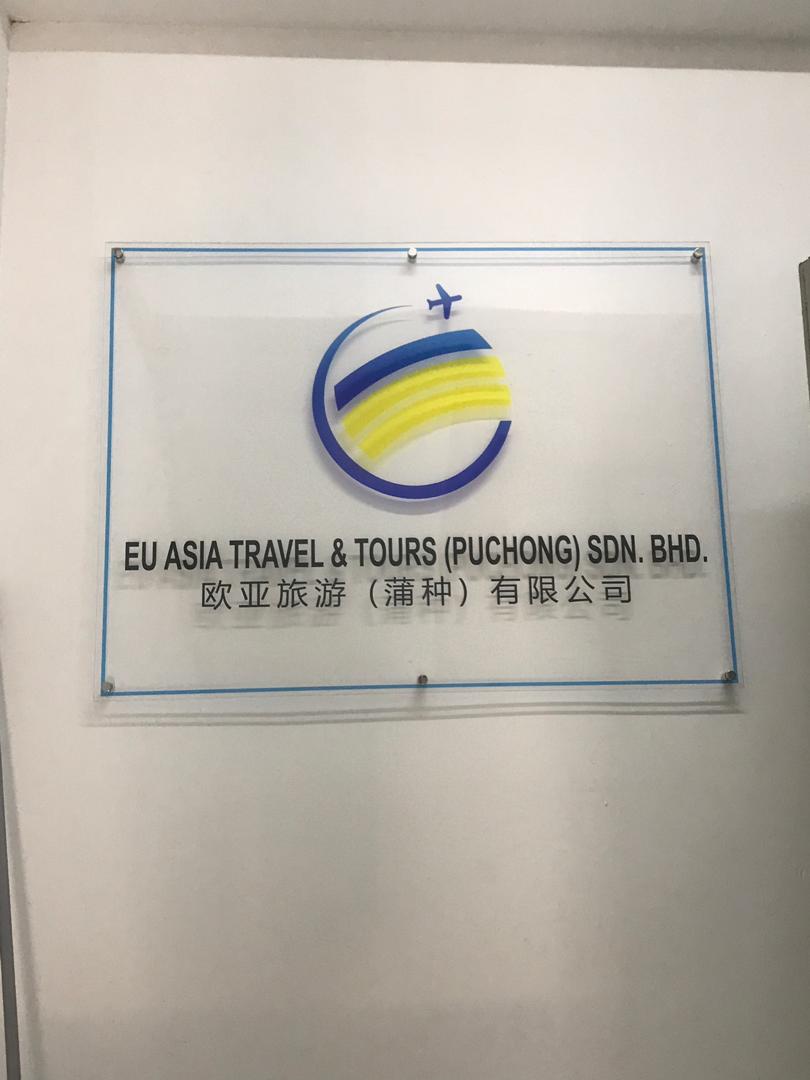 EU ASIA TRAVEL & TOURS (PUCHONG) SDN. BHD.
欧亚旅游（蒲种）有限公司